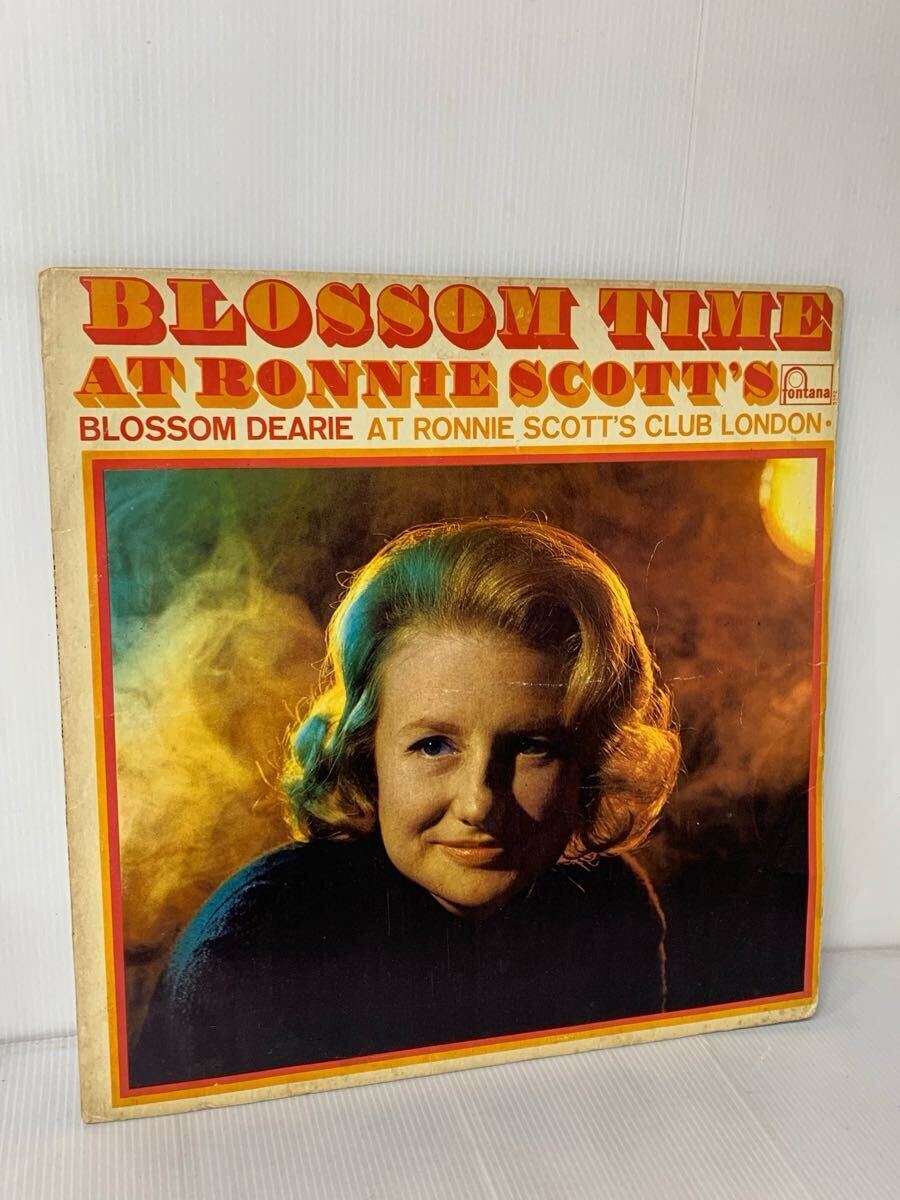 BLOSSOM TIME
AT RONNIE SCOTT'S
fontana
BLOSSOM DEARIE AT RONNIE SCOTT'S CLUB LONDON •